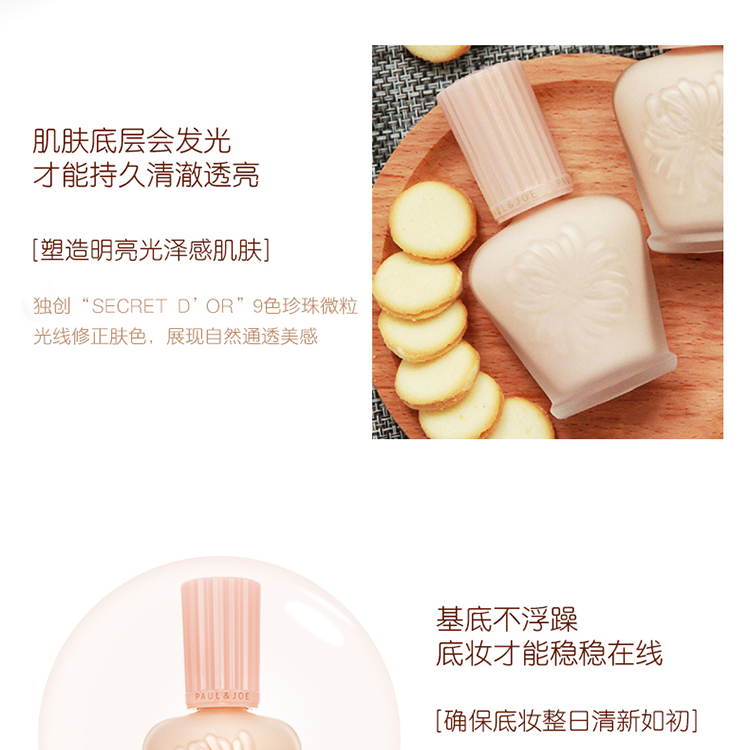 肌肤底层会发光
才能持久清澈透亮
[塑造明亮光泽感肌肤]
独创“SECRET D’OR”9色珍珠微粒
光线修正肤色，展现自然通透美感
PAUL & JOE
基底不浮躁
底妆才能稳稳在线
[确保底妆整日清新如初]
PAUL & JOE